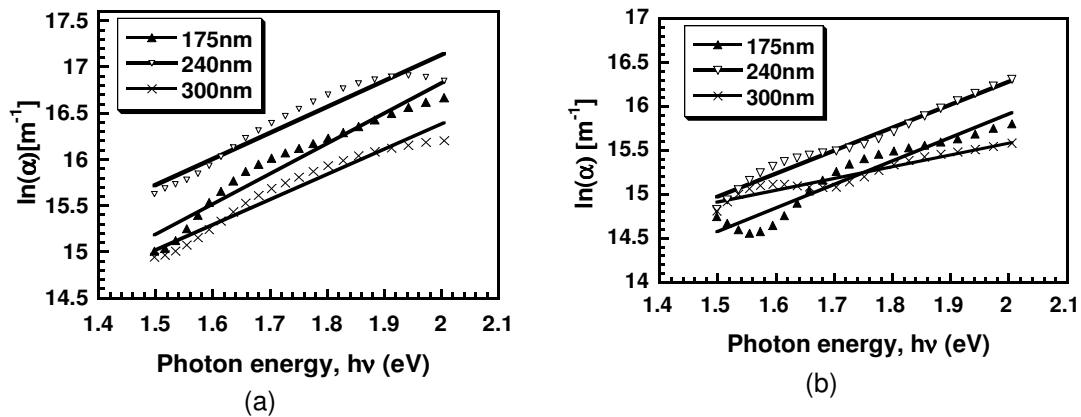 17.5
17
16.5
16
15.5
15
14.5
ln(α)[m⁻¹]
175nm
240nm
300nm
1.4 1.5 1.6 1.7 1.8 1.9 2 2.1
Photon energy, hν (eV)
(a)
17
16.5
16
15.5
15
14.5
14
ln(α) [m⁻¹]
175nm
240nm
300nm
1.4 1.5 1.6 1.7 1.8 1.9 2 2.1
Photon energy, hν (eV)
(b)